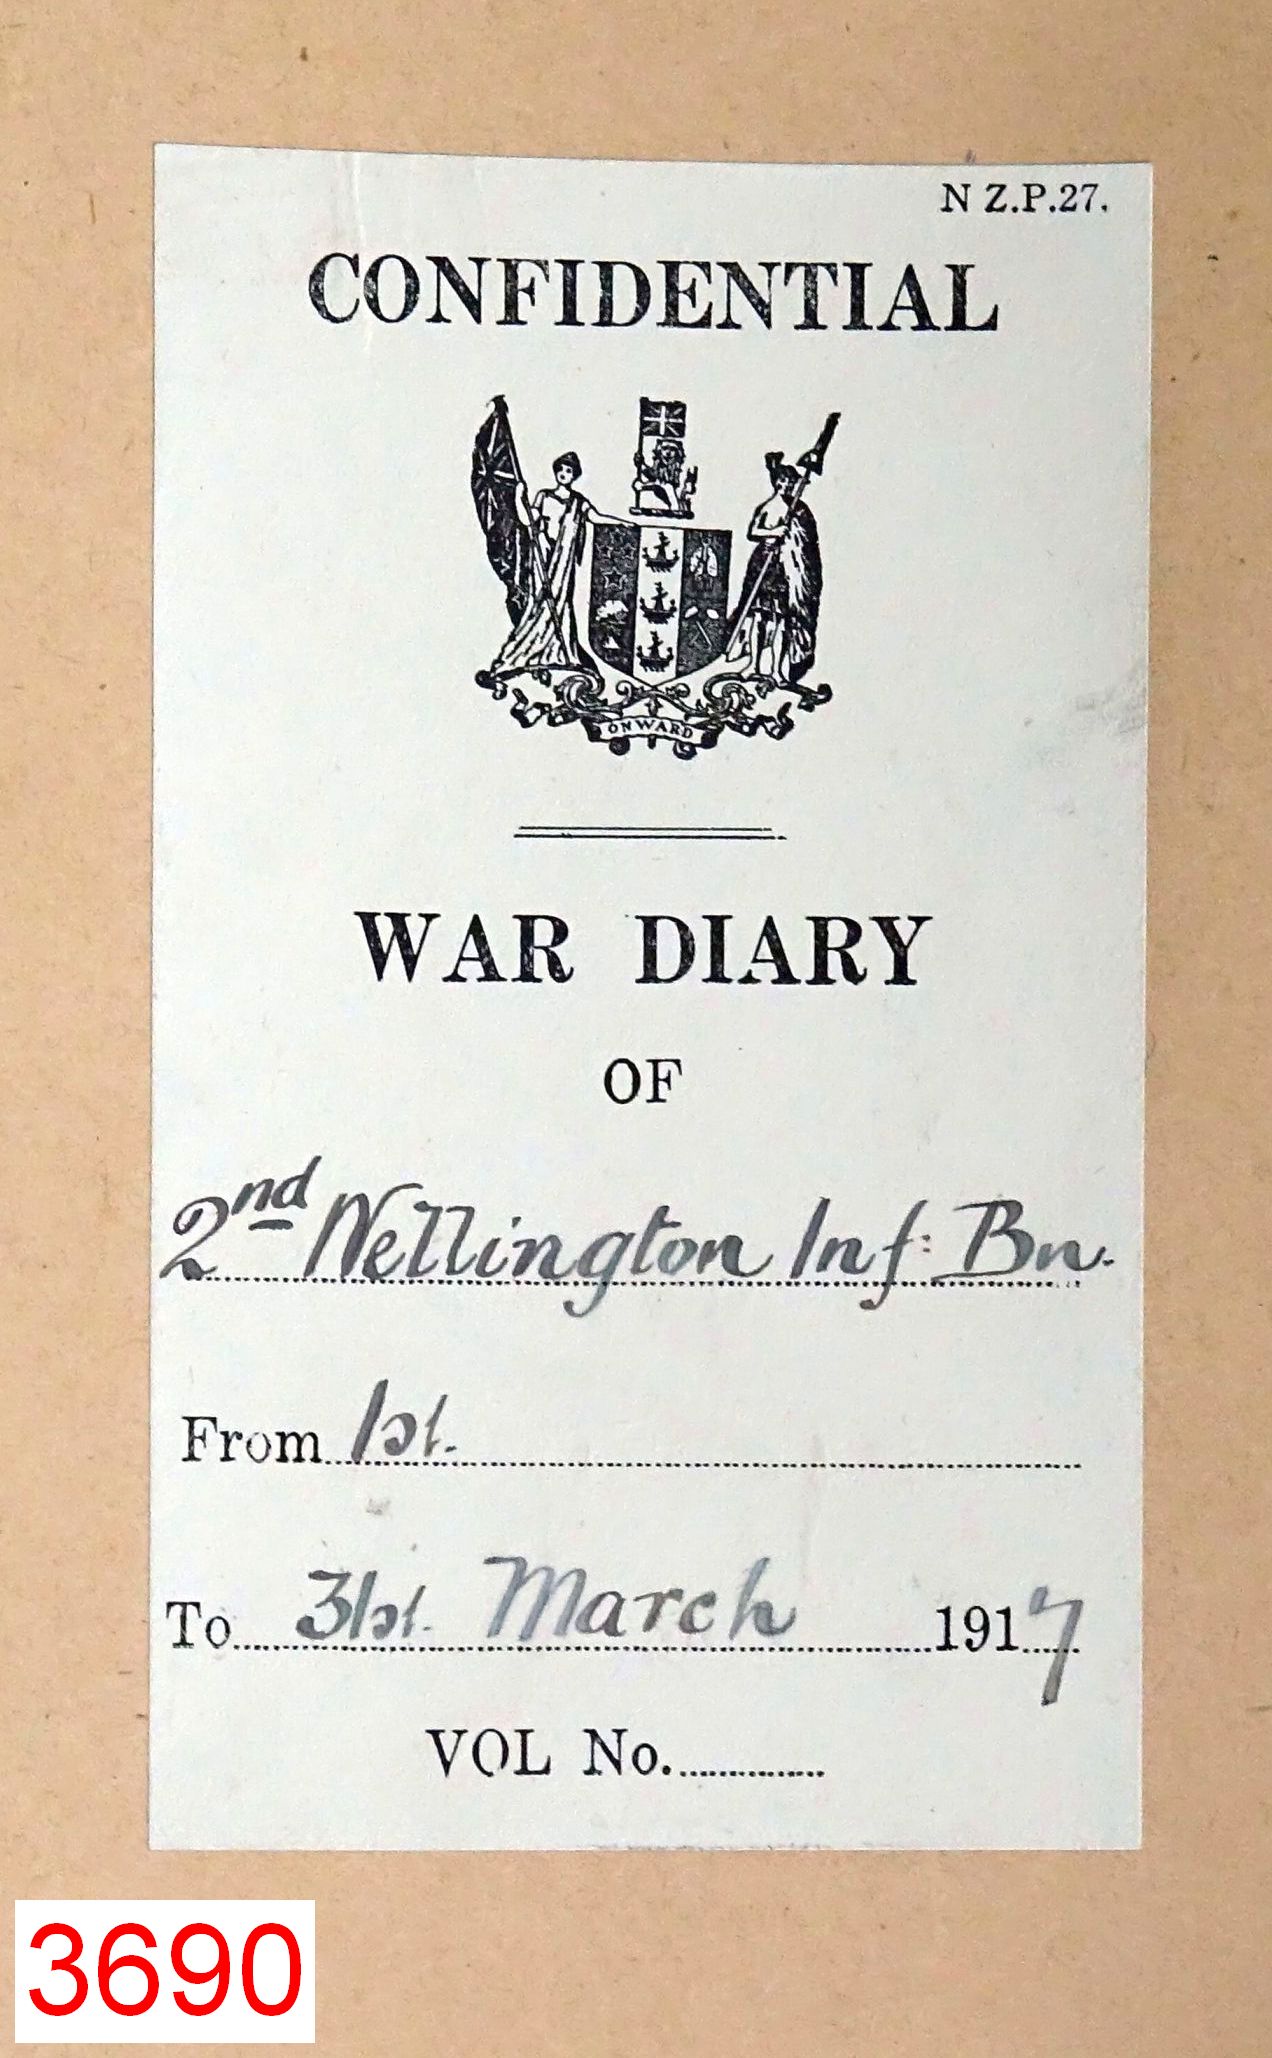 N Z.P.27.
CONFIDENTIAL
ONWARD
WAR DIARY
OF
2nd Wellington Inf: Bn.
From 1st.
To 31st. March 1917
VOL No.
3690